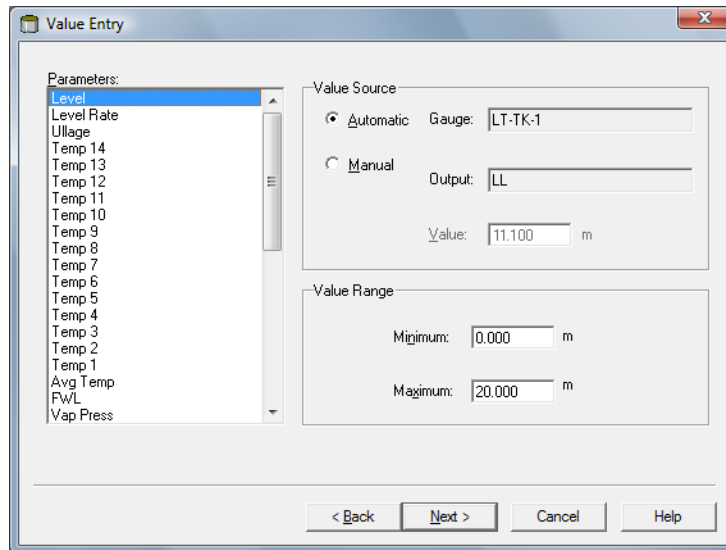 Value Entry
Parameters:
Level
Level Rate
Ullage
Temp 14
Temp 13
Temp 12
Temp 11
Temp 10
Temp 9
Temp 8
Temp 7
Temp 6
Temp 5
Temp 4
Temp 3
Temp 2
Temp 1
Avg Temp
FWL
Vap Press
Value Source
Automatic Gauge: LT-TK-1
Manual
Output: LL
Value: 11.100 m
Value Range
Minimum: 0.000 m
Maximum: 20.000 m
< Back Next > Cancel Help